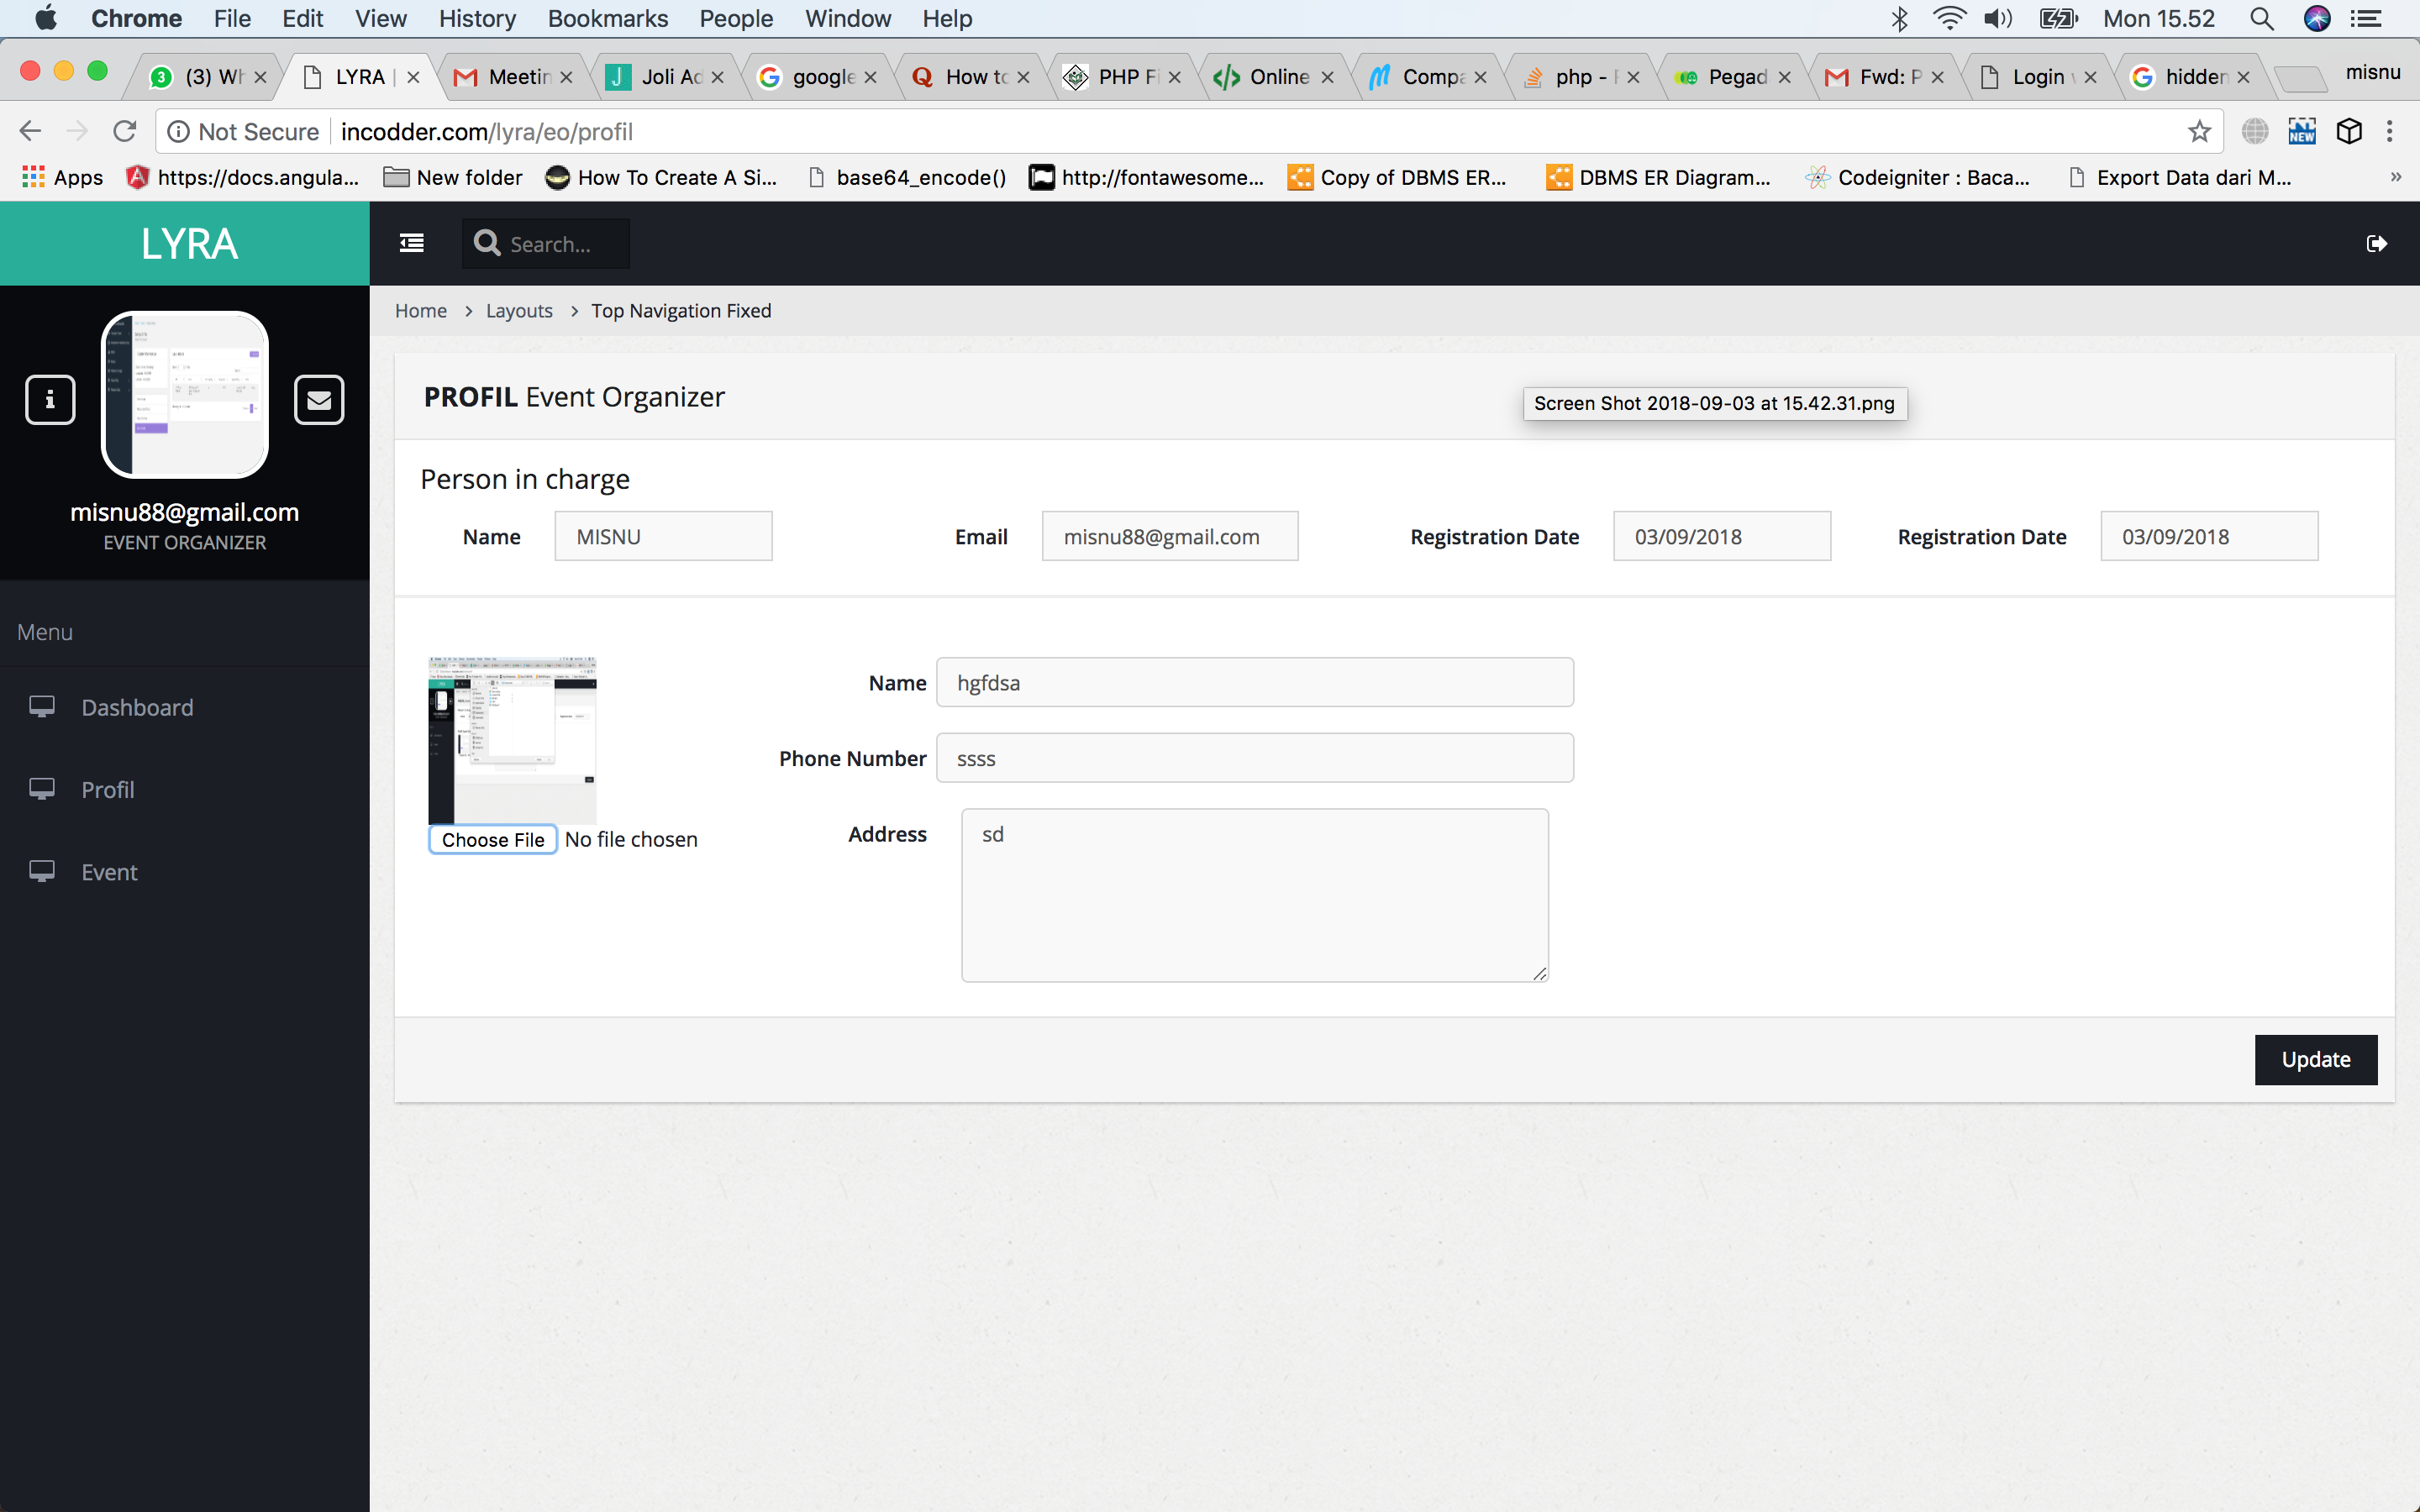 Chrome File Edit View History Bookmarks People Window Help Mon 15.52
3 (3) Wh LYRA | Meetin Joli Ad google How to PHP Fi Online Compa php - Pegad Fwd: P Login hidden misnu
Not Secure incodder.com/lyra/eo/profil NEW
Apps https://docs.angula... New folder How To Create A Si... base64_encode() http://fontawesome... Copy of DBMS ER... DBMS ER Diagram... Codeigniter : Baca... Export Data dari M... »
LYRA Search...
Home > Layouts > Top Navigation Fixed
PROFIL Event Organizer
Screen Shot 2018-09-03 at 15.42.31.png
misnu88@gmail.com
EVENT ORGANIZER
Person in charge
Name MISNU Email misnu88@gmail.com Registration Date 03/09/2018 Registration Date 03/09/2018
Menu
Dashboard
Profil
Event
Name hgfdsa
Phone Number ssss
Choose File No file chosen
Address sd
Update